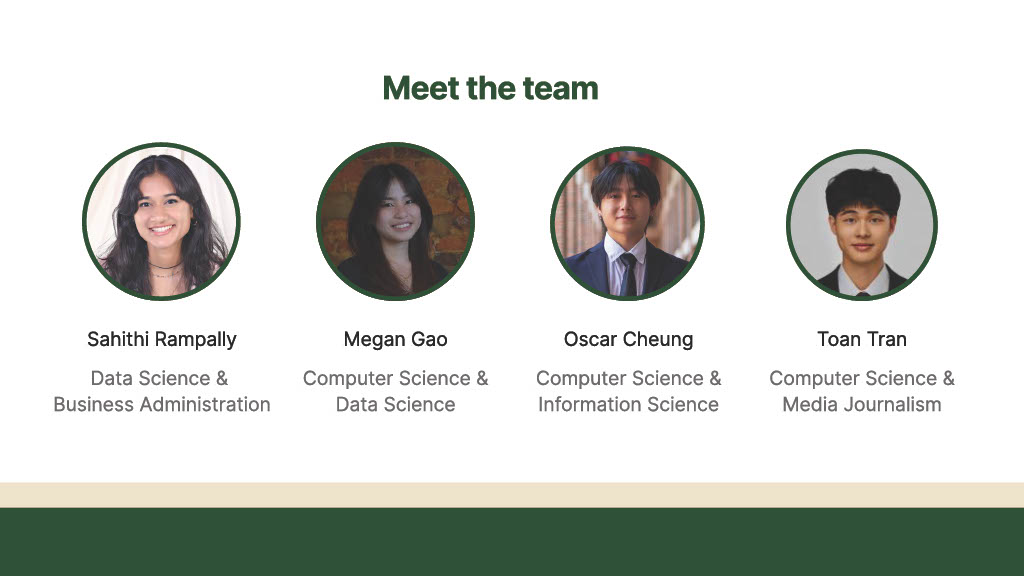 Meet the team
Sahithi Rampally
Data Science &
Business Administration
Megan Gao
Computer Science &
Data Science
Oscar Cheung
Computer Science &
Information Science
Toan Tran
Computer Science &
Media Journalism